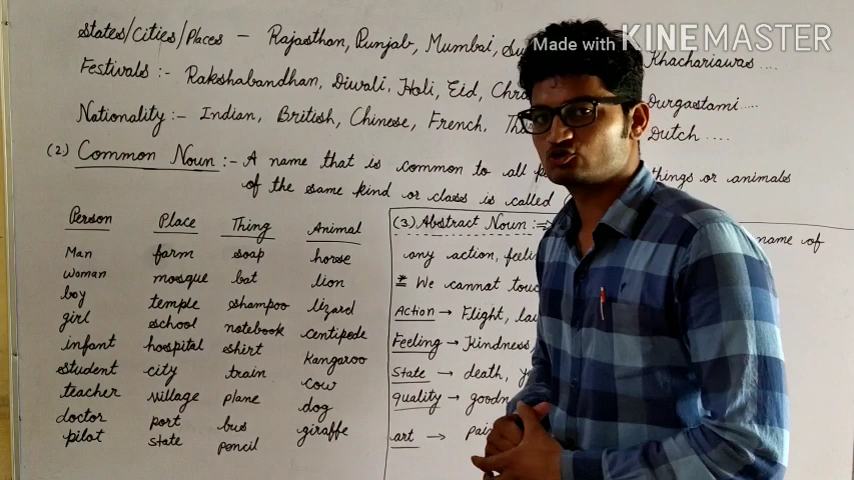 Made with KINEMASTER
States/Cities/Places - Rajasthan, Punjab, Mumbai, Khachariawas ....
Festivals :- Rakshabandhan, Diwali, Holi, Eid, Durgastami ....
Nationality :- Indian, British, Chinese, French, Dutch ....
(2.) Common Noun :- A name that is common to all things or animals
of the same kind or class is called
Person Place Thing Animal
Man farm soap horse
woman mosque bat lion
boy temple shampoo lizard
girl school notebook centipede
infant hospital shirt Kangaroo
student city train cow
teacher village plane dog
doctor port bus giraffe
pilot state pencil
(3.) Abstract Noun :⇒ name of
any action,
* We cannot
Action → Flight,
Feeling → Kindness,
State → death,
quality →
art →